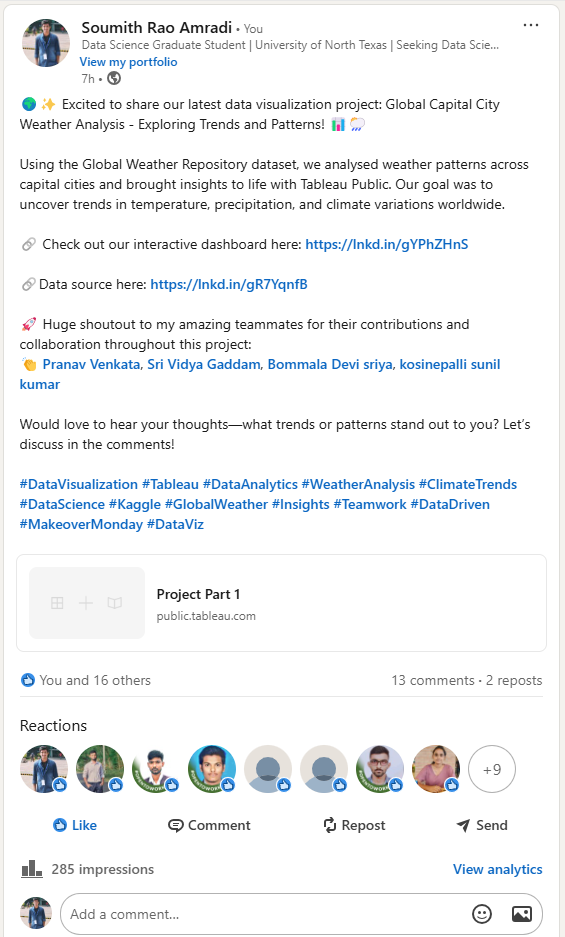 Soumith Rao Amradi • You
Data Science Graduate Student | University of North Texas | Seeking Data Scie...
View my portfolio
7h •
🌍 ✨ Excited to share our latest data visualization project: Global Capital City
Weather Analysis - Exploring Trends and Patterns! 📊 ⛈️
Using the Global Weather Repository dataset, we analysed weather patterns across
capital cities and brought insights to life with Tableau Public. Our goal was to
uncover trends in temperature, precipitation, and climate variations worldwide.
🔗 Check out our interactive dashboard here: https://lnkd.in/gYPhZHnS
🔗 Data source here: https://lnkd.in/gR7YqnfB
🚀 Huge shoutout to my amazing teammates for their contributions and
collaboration throughout this project:
👏 Pranav Venkata, Sri Vidya Gaddam, Bommala Devi sriya, kosinepalli sunil
kumar
Would love to hear your thoughts—what trends or patterns stand out to you? Let’s
discuss in the comments!
#DataVisualization #Tableau #DataAnalytics #WeatherAnalysis #ClimateTrends
#DataScience #Kaggle #GlobalWeather #Insights #Teamwork #DataDriven
#MakeoverMonday #DataViz
Project Part 1
public.tableau.com
You and 16 others
13 comments • 2 reposts
Reactions
+9
Like
Comment
Repost
Send
285 impressions
View analytics
Add a comment...